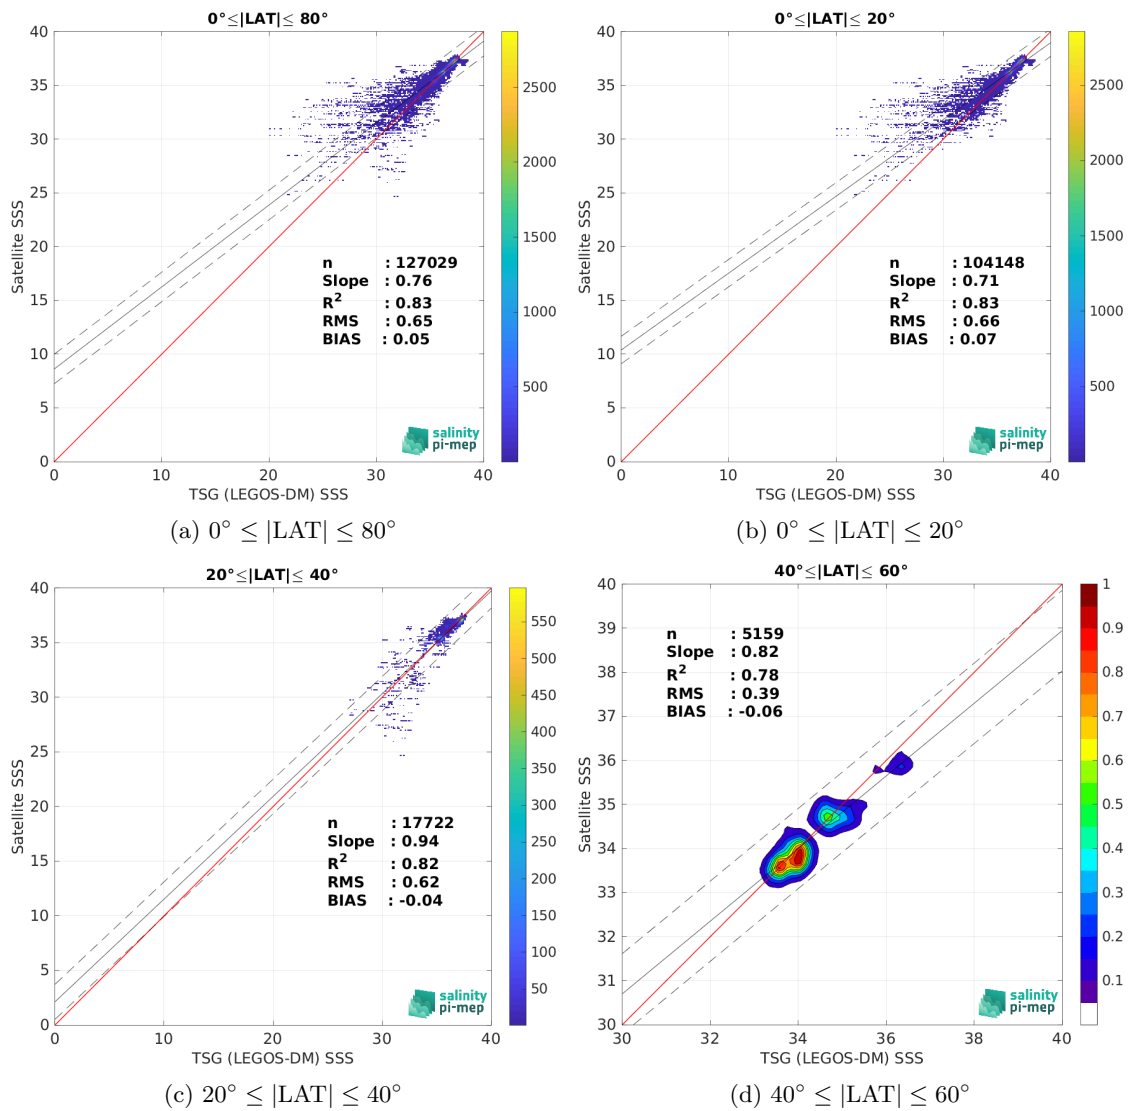 0°≤|LAT|≤ 80°
40
35
30
25
20
15
10
5
0
0
10
20
30
40
Satellite SSS
TSG (LEGOS-DM) SSS
n : 127029
Slope : 0.76
R² : 0.83
RMS : 0.65
BIAS : 0.05
salinity
pi-mep
2500
2000
1500
1000
500
(a) 0° ≤ |LAT| ≤ 80°
0°≤|LAT|≤ 20°
40
35
30
25
20
15
10
5
0
0
10
20
30
40
Satellite SSS
TSG (LEGOS-DM) SSS
n : 104148
Slope : 0.71
R² : 0.83
RMS : 0.66
BIAS : 0.07
salinity
pi-mep
2500
2000
1500
1000
500
(b) 0° ≤ |LAT| ≤ 20°
20°≤|LAT|≤ 40°
40
35
30
25
20
15
10
5
0
0
10
20
30
40
Satellite SSS
TSG (LEGOS-DM) SSS
n : 17722
Slope : 0.94
R² : 0.82
RMS : 0.62
BIAS : -0.04
salinity
pi-mep
550
500
450
400
350
300
250
200
150
100
50
(c) 20° ≤ |LAT| ≤ 40°
40°≤|LAT|≤ 60°
40
39
38
37
36
35
34
33
32
31
30
30
32
34
36
38
40
Satellite SSS
TSG (LEGOS-DM) SSS
n : 5159
Slope : 0.82
R² : 0.78
RMS : 0.39
BIAS : -0.06
salinity
pi-mep
1
0.9
0.8
0.7
0.6
0.5
0.4
0.3
0.2
0.1
(d) 40° ≤ |LAT| ≤ 60°